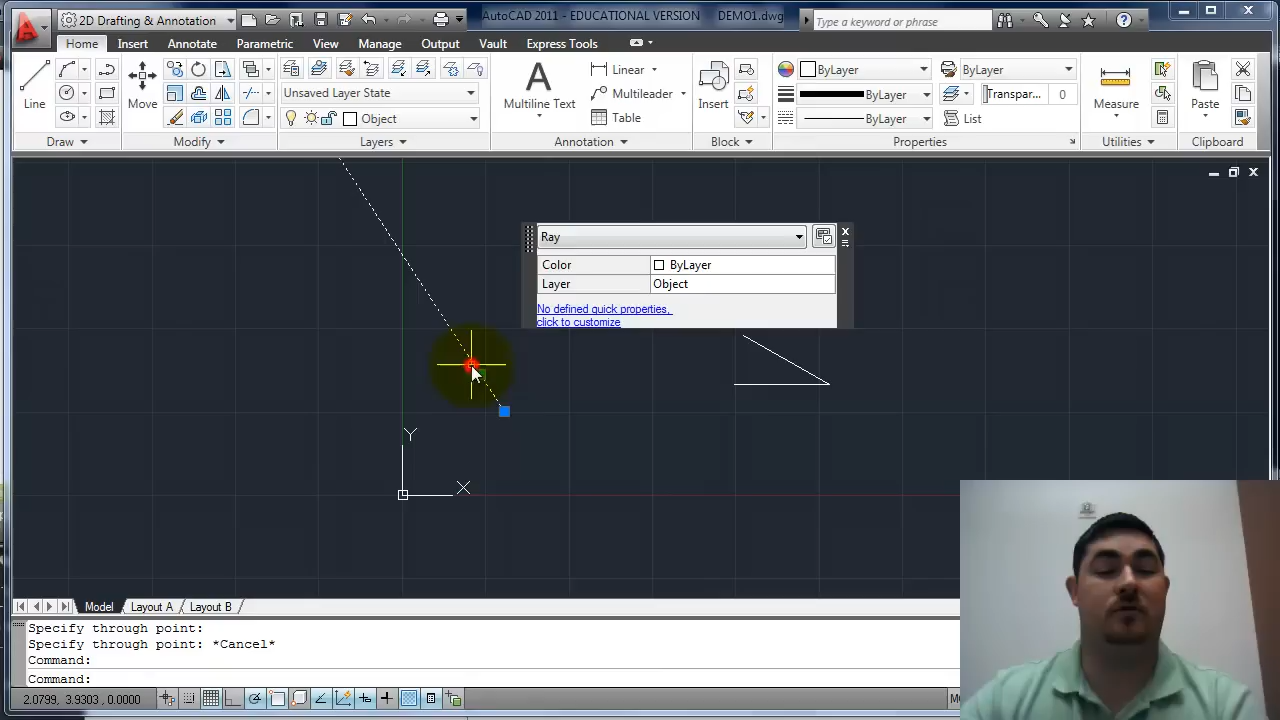 2D Drafting & Annotation
AutoCAD 2011 - EDUCATIONAL VERSION DEMO1.dwg
Type a keyword or phrase
Home Insert Annotate Parametric View Manage Output Vault Express Tools
Line
Move
Unsaved Layer State
Object
Multiline Text
Linear
Multileader
Table
Insert
ByLayer
ByLayer
ByLayer
ByLayer
Transpar... 0
List
Measure
Paste
Draw Modify Layers Annotation Block Properties Utilities Clipboard
Ray
Color ByLayer
Layer Object
No defined quick properties,
click to customize
Y
X
Model Layout A Layout B
Specify through point:
Specify through point: *Cancel*
Command:
Command:
2.0799, 3.9303, 0.0000